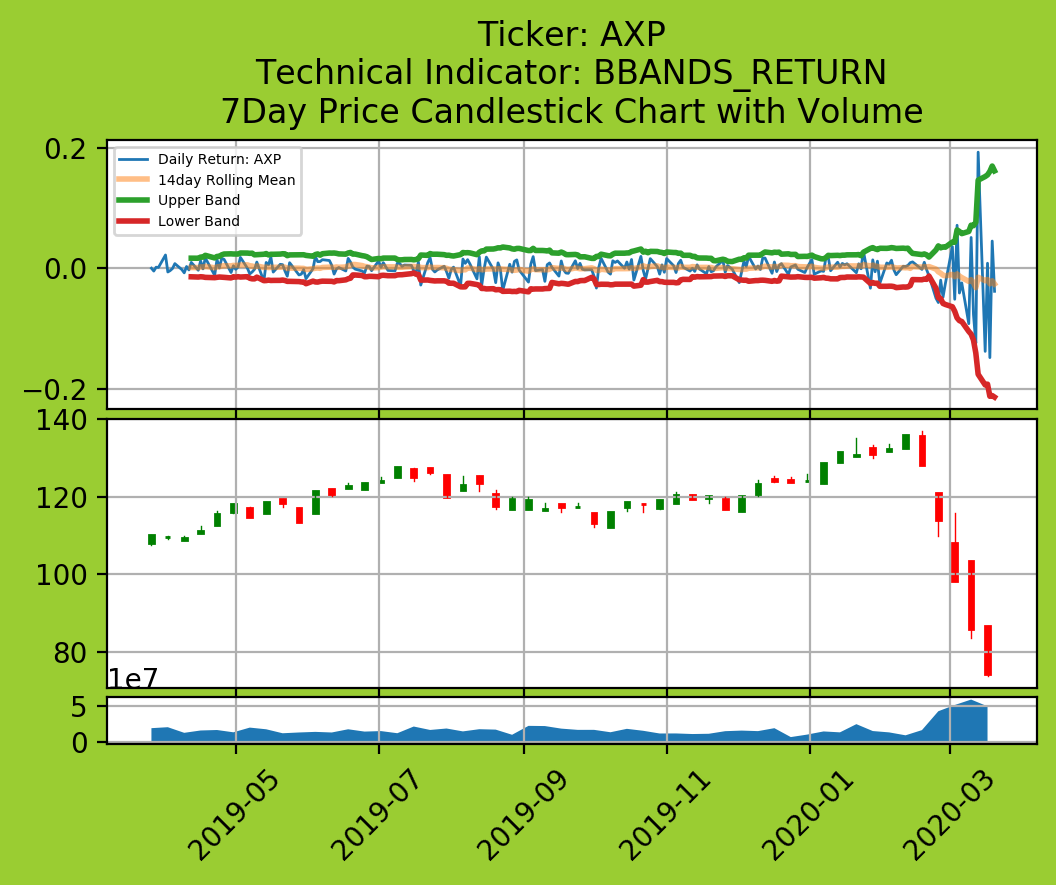 Ticker: AXP
Technical Indicator: BBANDS_RETURN
7Day Price Candlestick Chart with Volume
0.2
0.0
−0.2
Daily Return: AXP
14day Rolling Mean
Upper Band
Lower Band
140
120
100
80
1e7
5
0
2019-05
2019-07
2019-09
2019-11
2020-01
2020-03